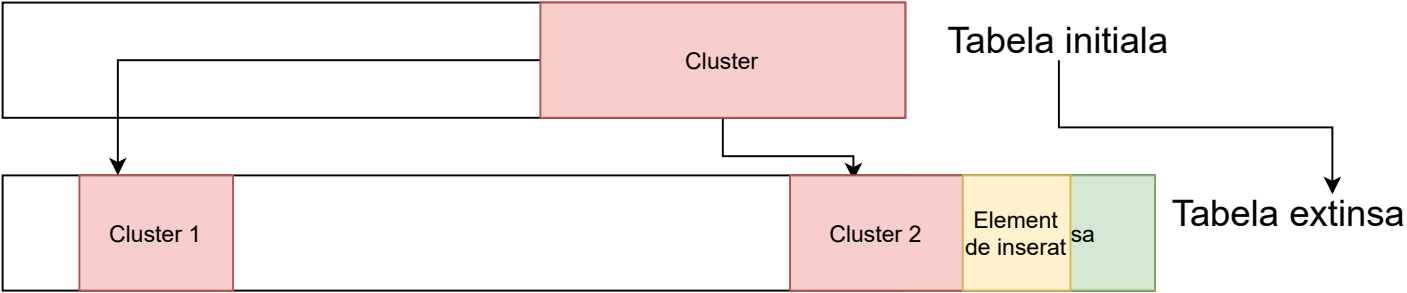 Cluster
Tabela initiala
Cluster 1
Cluster 2
Element
de inserat
sa
Tabela extinsa